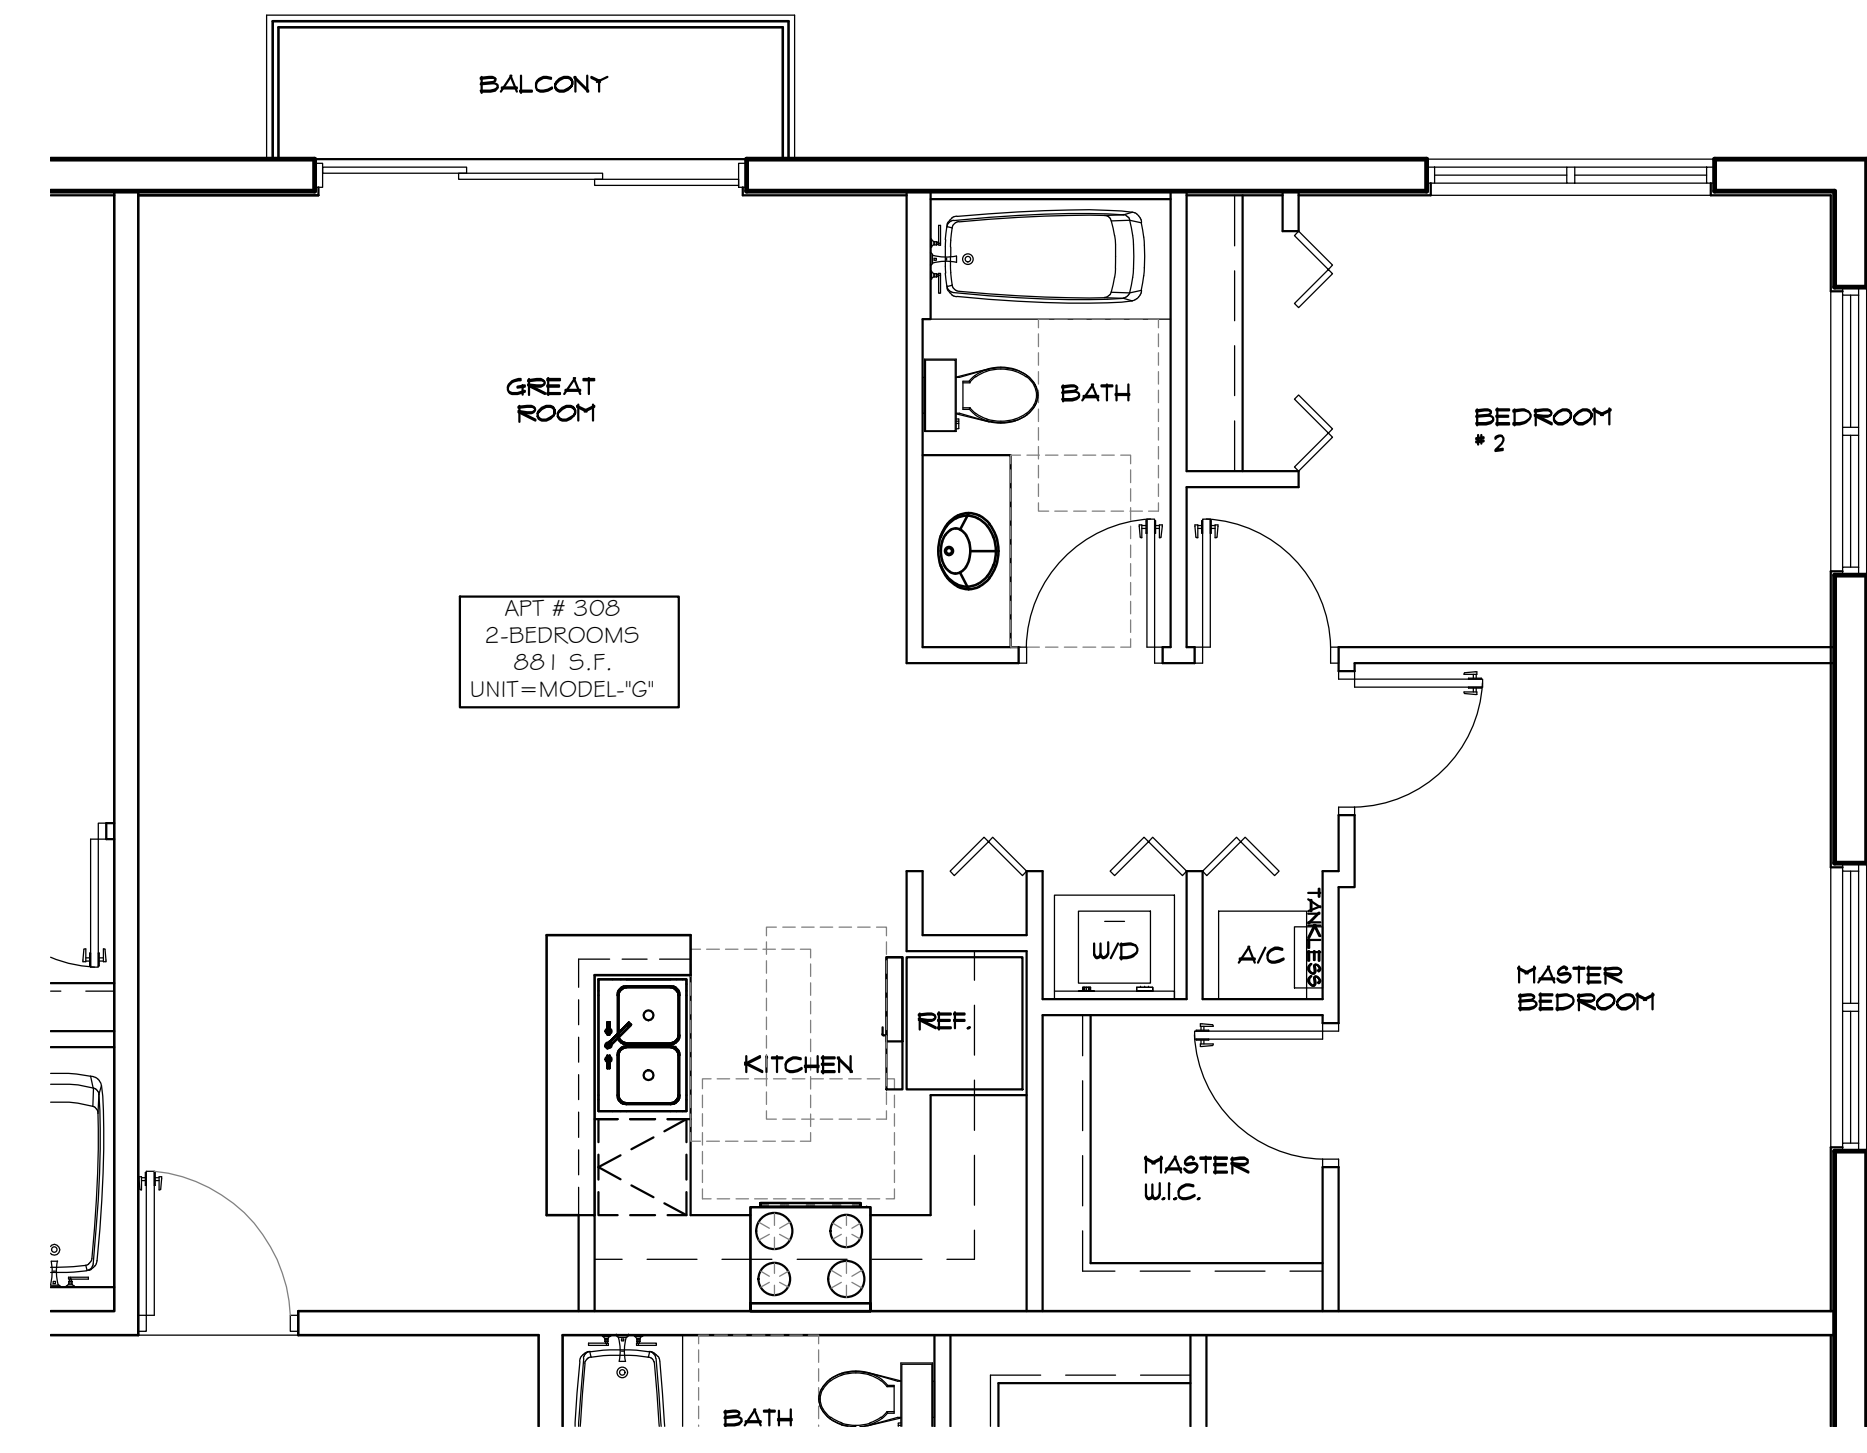 BALCONY
GREAT
ROOM
BATH
BEDROOM
# 2
APT # 308
2-BEDROOMS
881 S.F.
UNIT=MODEL-"G"
W/D
A/C
TANKLESS
MASTER
BEDROOM
REF.
KITCHEN
MASTER
W.I.C.
BATH